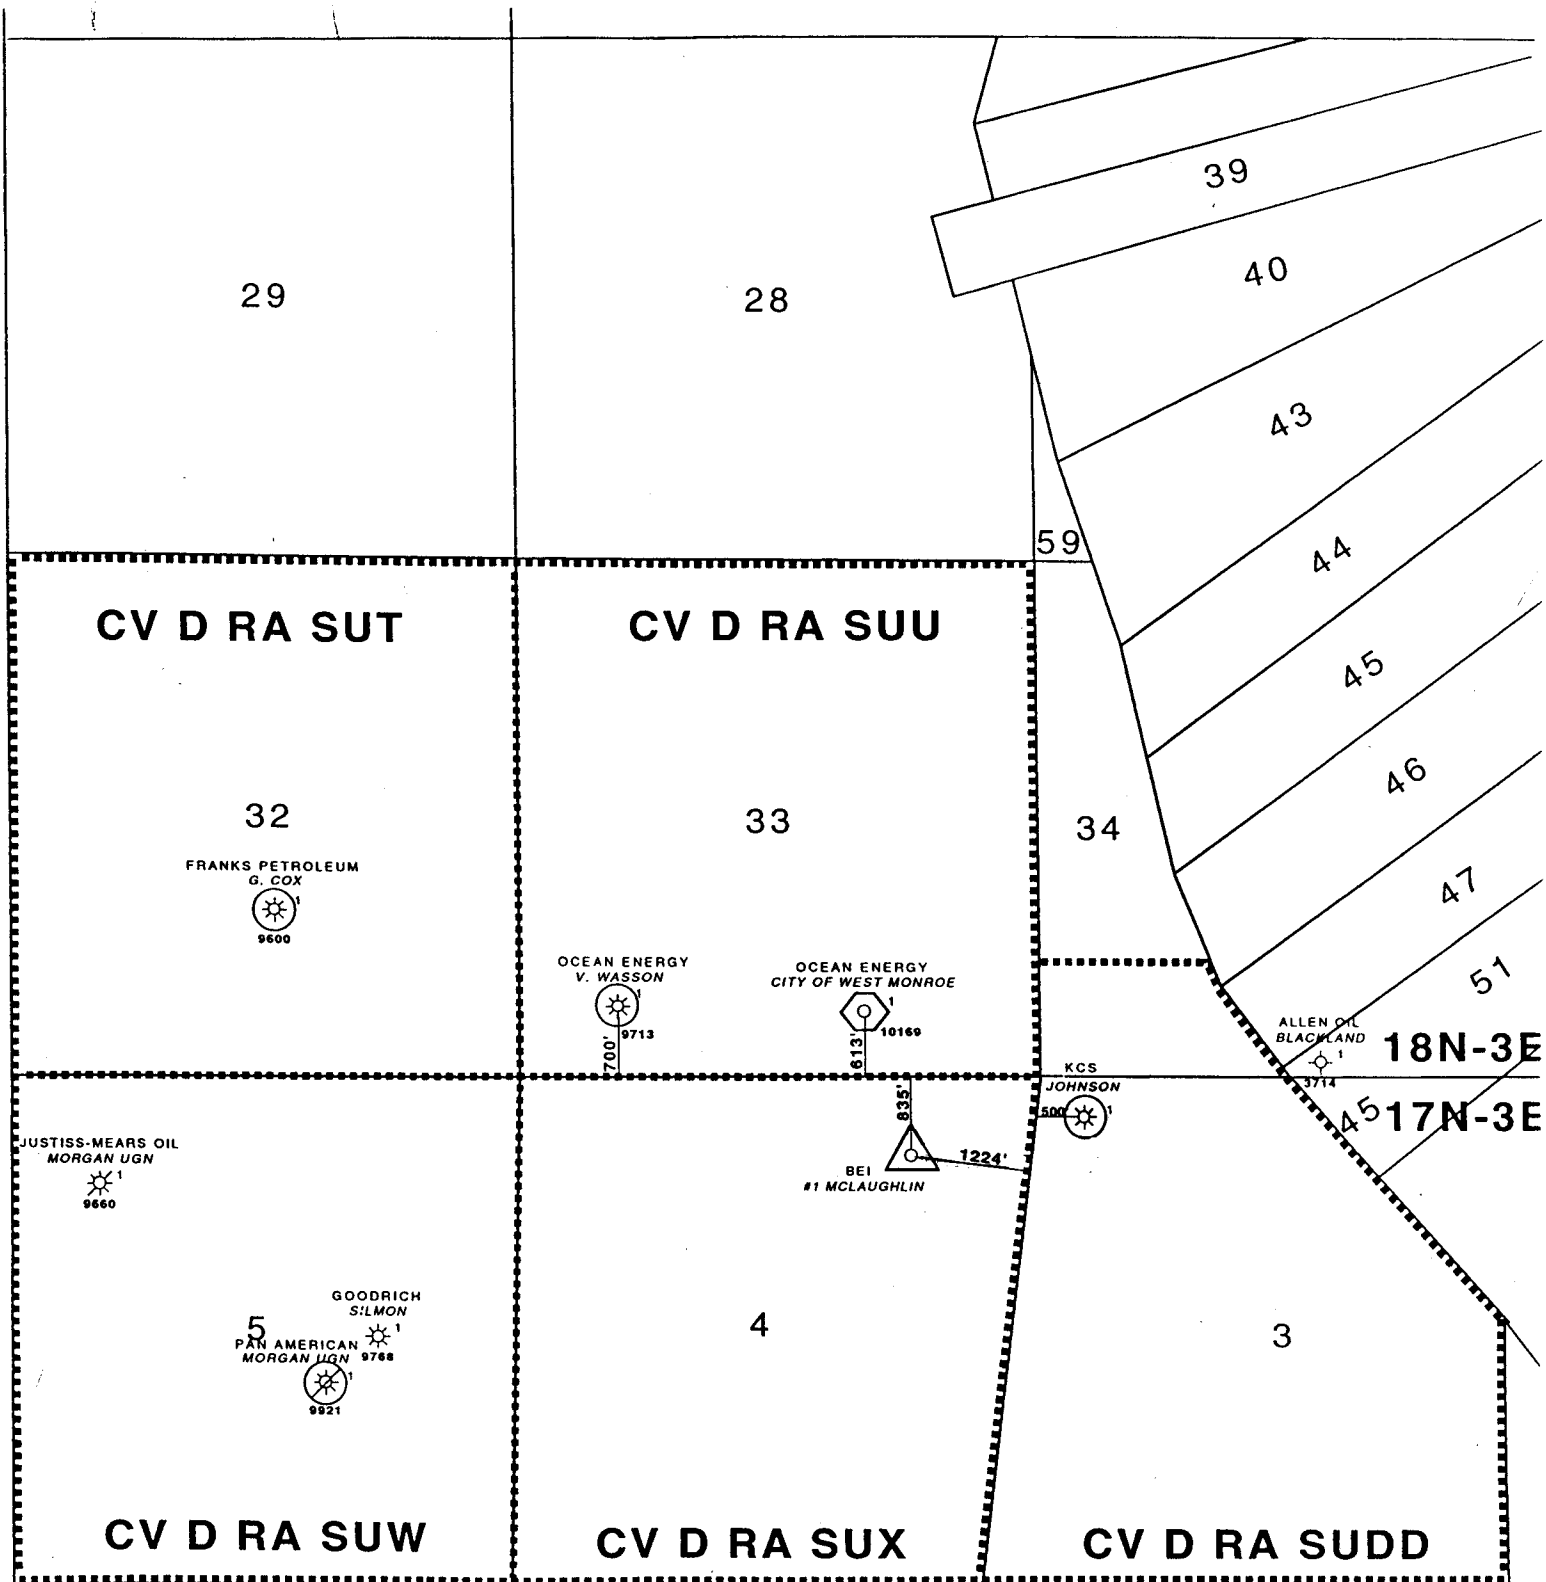 39
40
29
28
43
59
44
CV D RA SUT
CV D RA SUU
45
46
32
33
34
FRANKS PETROLEUM
G. COX
1
9600
47
OCEAN ENERGY
V. WASSON
1
9713
700'
OCEAN ENERGY
CITY OF WEST MONROE
1
10169
613'
51
ALLEN OIL
BLACKLAND
1
3714
18N-3E
KCS
JOHNSON
1
500
835'
45
17N-3E
JUSTISS-MEARS OIL
MORGAN UGN
1
9660
1224'
BEI
#1 MCLAUGHLIN
GOODRICH
SILMON
1
9768
5
4
3
PAN AMERICAN
MORGAN UGN
1
9921
CV D RA SUW
CV D RA SUX
CV D RA SUDD